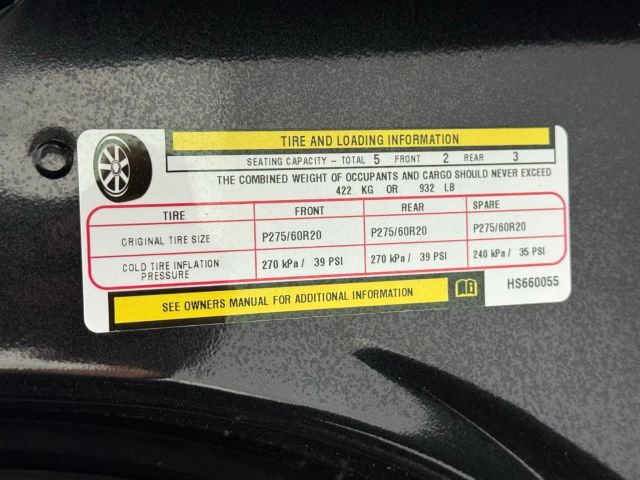 TIRE AND LOADING INFORMATION
SEATING CAPACITY - TOTAL 5 FRONT 2 REAR 3
THE COMBINED WEIGHT OF OCCUPANTS AND CARGO SHOULD NEVER EXCEED
422 KG OR 932 LB
TIRE FRONT REAR SPARE
ORIGINAL TIRE SIZE P275/60R20 P275/60R20 P275/60R20
COLD TIRE INFLATION PRESSURE 270 kPa / 39 PSI 270 kPa / 39 PSI 240 kPa / 35 PSI
SEE OWNERS MANUAL FOR ADDITIONAL INFORMATION
HS660055